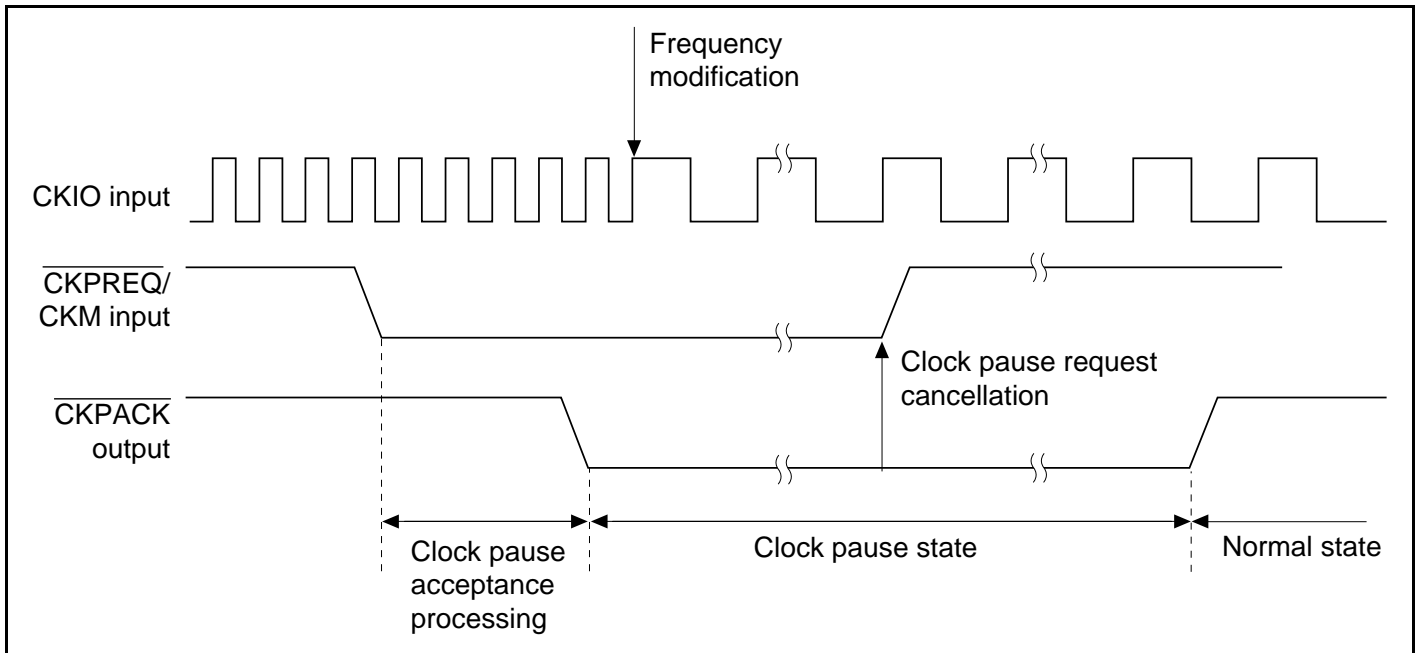 Frequency
modification
CKIO input
CKPREQ/
CKM input
Clock pause request
cancellation
CKPACK
output
Clock pause
acceptance
processing
Clock pause state
Normal state